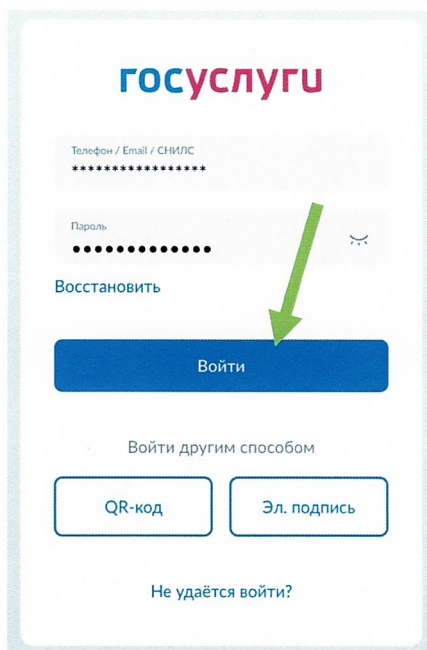 госуслуги
Телефон / Email / СНИЛС
*****************
Пароль
●●●●●●●●●●●●●
Восстановить
Войти
Войти другим способом
QR-код
Эл. подпись
Не удаётся войти?